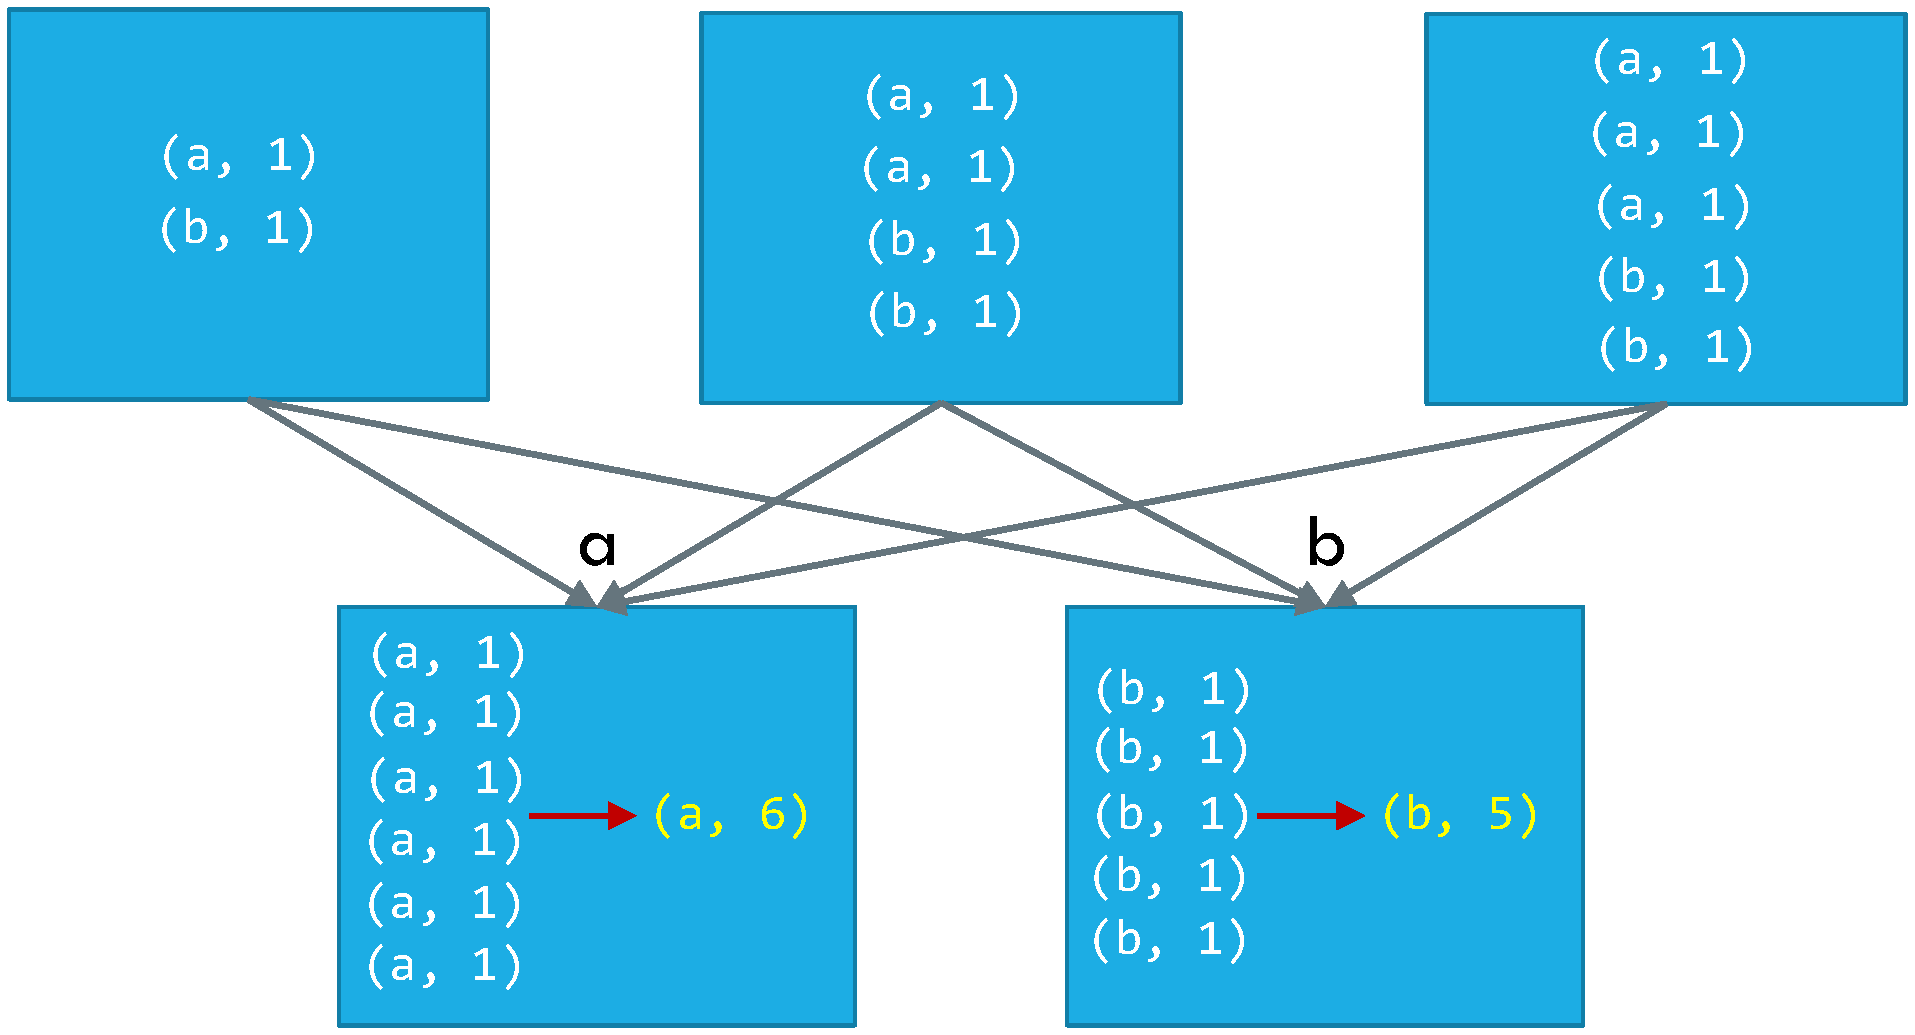 (a, 1)
(b, 1)
(a, 1)
(a, 1)
(b, 1)
(b, 1)
(a, 1)
(a, 1)
(a, 1)
(b, 1)
(b, 1)
a
b
(a, 1)
(a, 1)
(a, 1)
(a, 1)
(a, 1)
(a, 1)
(a, 6)
(b, 1)
(b, 1)
(b, 1)
(b, 1)
(b, 1)
(b, 5)